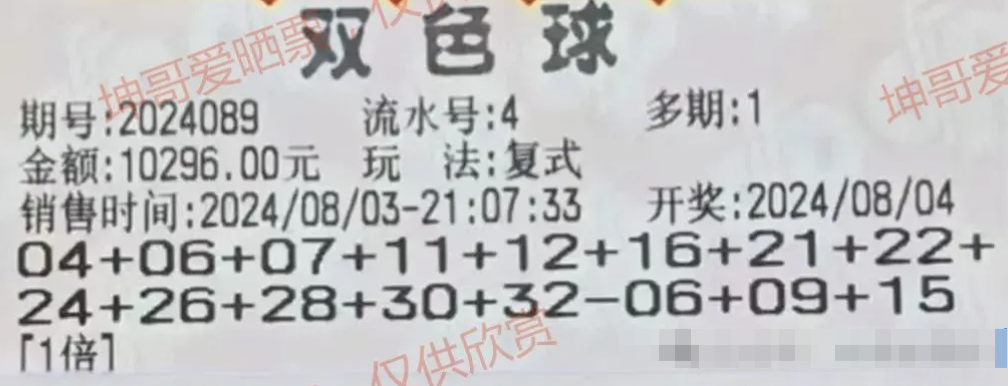 双色球
期号:2024089 流水号:4 多期:1
金额:10296.00元 玩 法:复式
销售时间:2024/08/03-21:07:33 开奖:2024/08/04
04+06+07+11+12+16+21+22+
24+26+28+30+32-06+09+15
[1倍]
坤哥爱晒票
仅供
坤哥爱
仅供欣赏